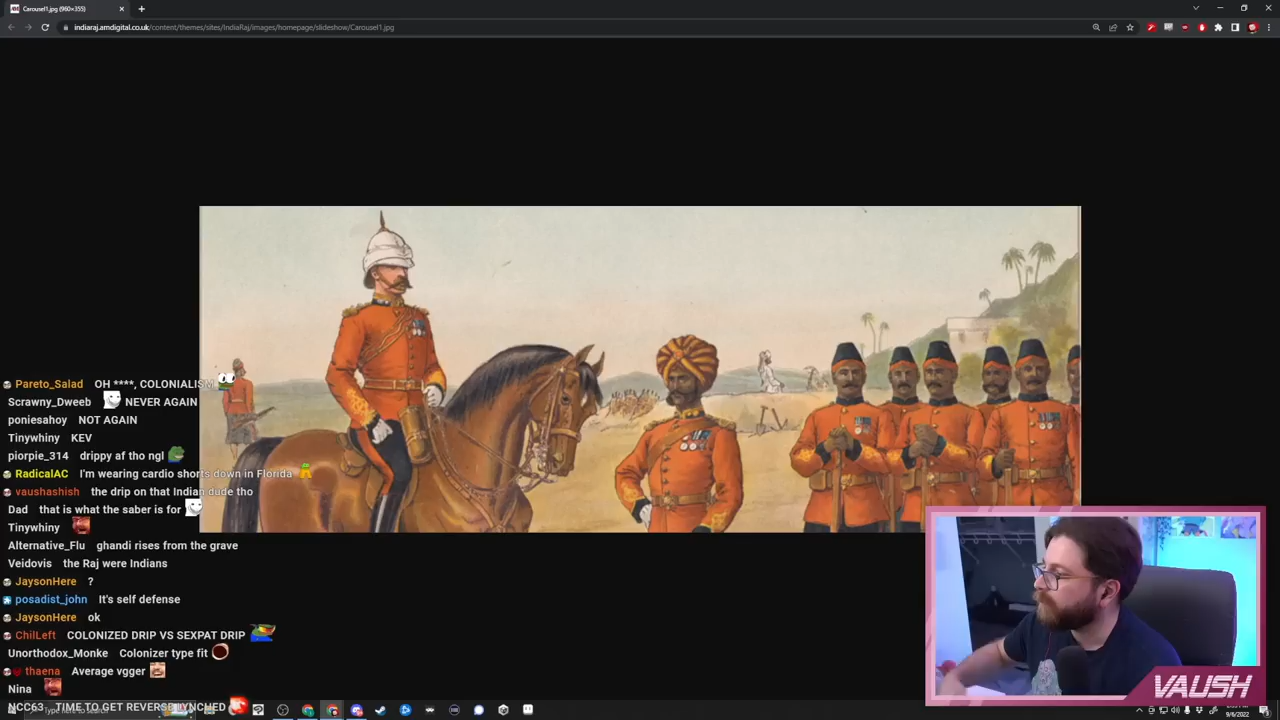 Carousel1.jpg (960×355)
indiaraj.amdigital.co.uk/content/themes/sites/IndiaRaj/images/homepage/slideshow/Carousel1.jpg
Pareto_Salad OH ****, COLONIALISM
Scrawny_Dweeb NEVER AGAIN
poniesahoy NOT AGAIN
Tinywhiny KEV
piorpie_314 drippy af tho ngl
RadicalAC I'm wearing cardio shorts down in Florida
vaushashish the drip on that Indian dude tho
Dad that is what the saber is for
Tinywhiny
Alternative_Flu ghandi rises from the grave
Veidovis the Raj were Indians
JaysonHere ?
posadist_john It's self defense
JaysonHere ok
ChilLeft COLONIZED DRIP VS SEXPAT DRIP
Unorthodox_Monke Colonizer type fit
thaena Average vgger
Nina
NCC63 TIME TO GET REVERSE LYNCHED
VAUSH
9/6/2022